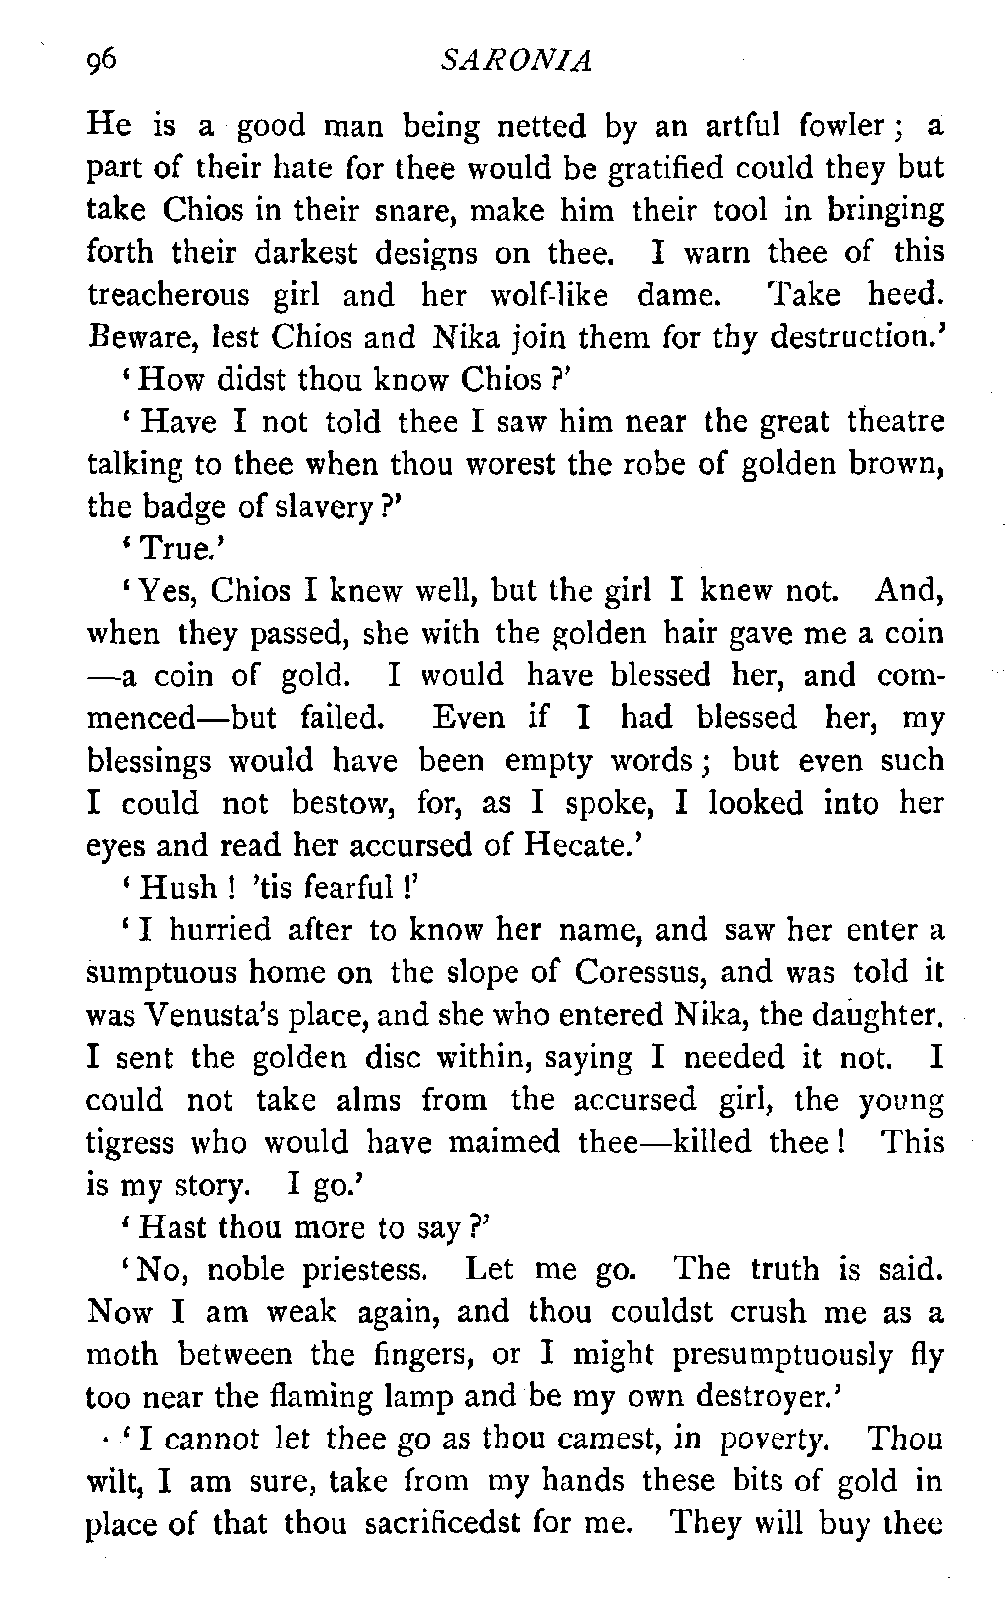 96 SARONIA
He is a good man being netted by an artful fowler ; a
part of their hate for thee would be gratified could they but
take Chios in their snare, make him their tool in bringing
forth their darkest designs on thee. I warn thee of this
treacherous girl and her wolf-like dame. Take heed.
Beware, lest Chios and Nika join them for thy destruction.’
‘ How didst thou know Chios ?’
‘ Have I not told thee I saw him near the great theatre
talking to thee when thou worest the robe of golden brown,
the badge of slavery ?’
‘ True.’
‘ Yes, Chios I knew well, but the girl I knew not. And,
when they passed, she with the golden hair gave me a coin
—a coin of gold. I would have blessed her, and com-
menced—but failed. Even if I had blessed her, my
blessings would have been empty words ; but even such
I could not bestow, for, as I spoke, I looked into her
eyes and read her accursed of Hecate.’
‘ Hush ! ’tis fearful !’
‘ I hurried after to know her name, and saw her enter a
sumptuous home on the slope of Coressus, and was told it
was Venusta’s place, and she who entered Nika, the daughter.
I sent the golden disc within, saying I needed it not. I
could not take alms from the accursed girl, the young
tigress who would have maimed thee—killed thee ! This
is my story. I go.’
‘ Hast thou more to say ?’
‘ No, noble priestess. Let me go. The truth is said.
Now I am weak again, and thou couldst crush me as a
moth between the fingers, or I might presumptuously fly
too near the flaming lamp and be my own destroyer.’
‘ I cannot let thee go as thou camest, in poverty. Thou
wilt, I am sure, take from my hands these bits of gold in
place of that thou sacrificedst for me. They will buy thee